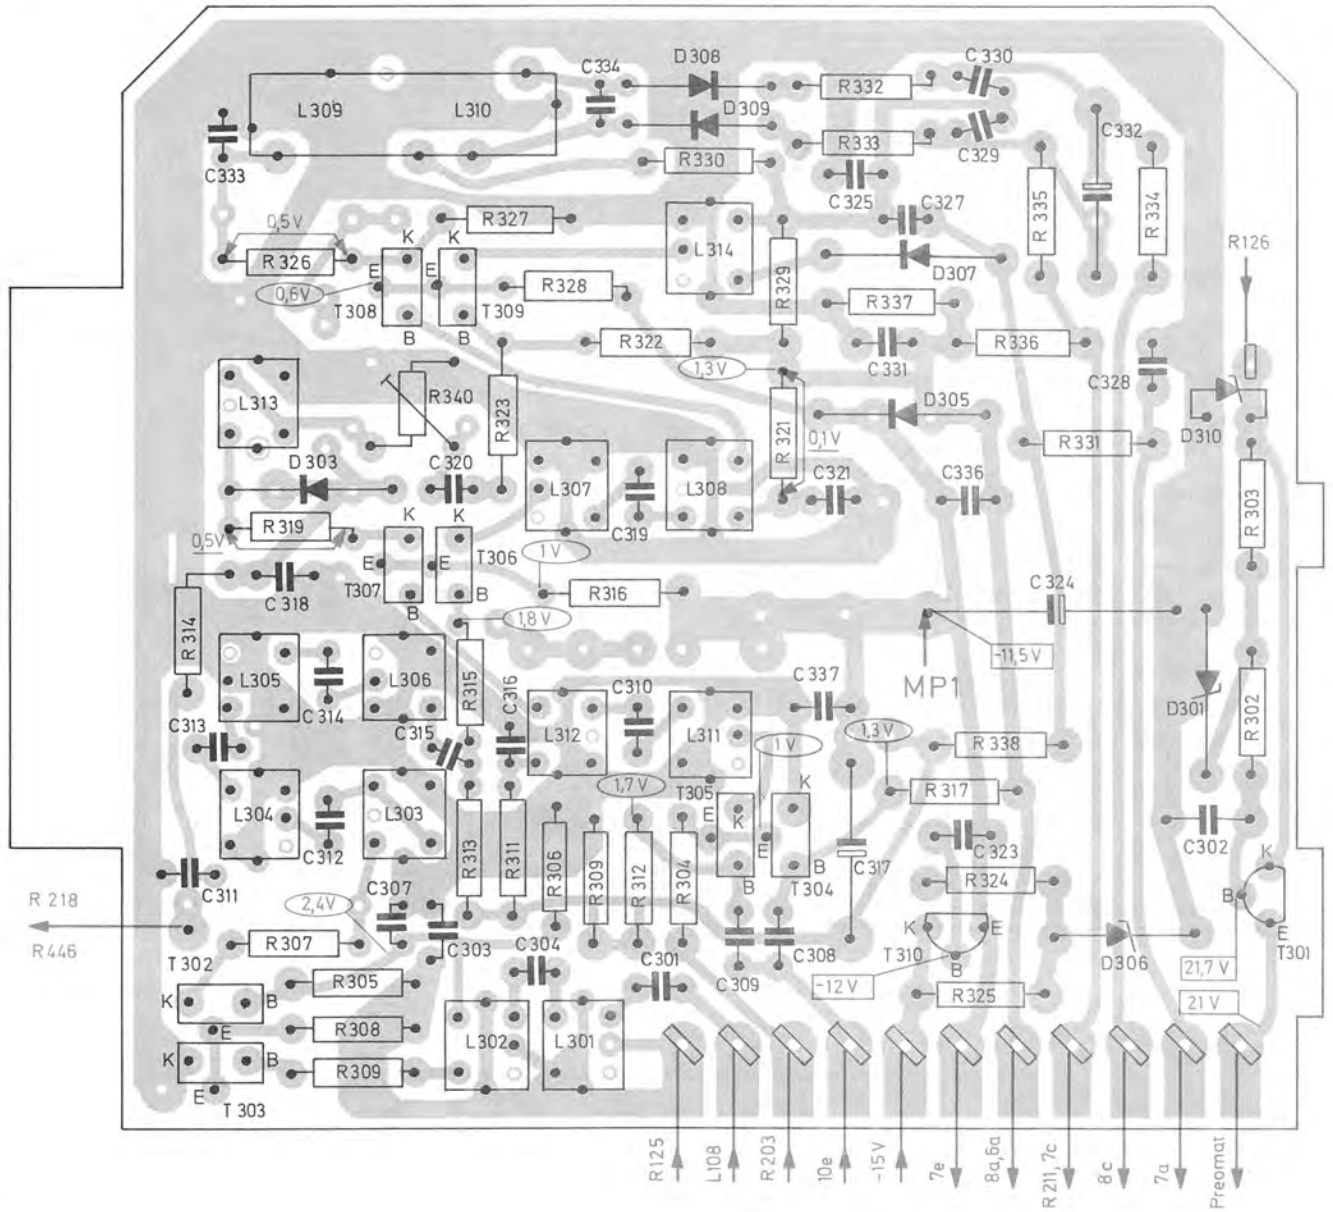 C334
D308
C330
L309
L310
R332
D309
C332
C333
R330
R333
C329
C325
R335
R334
0,5V
R327
C327
R126
R326
K
K
L314
D307
E
E
0,6V
T308
T309
R328
R329
R337
B
B
R322
R336
1,3V
C331
C328
L313
R340
R323
D305
D310
R321
0,1V
R331
D303
C320
L307
L308
C321
C336
R303
C319
R319
0,5V
K
K
T306
1V
E
E
T307
C318
B
B
R316
C324
R314
1,8V
-11,5V
MP1
L305
L306
R315
C316
C310
C337
D301
R302
C313
C314
C315
L312
L311
1V
1,3V
R338
1,7V
T305
R317
L304
L303
E
K
K
C312
R313
R311
R306
R309
R312
R304
E
B
B
T304
C317
C323
C302
K
C311
C307
R324
B
R218
2,4V
K
E
E
T301
R446
R307
C303
C304
C301
C309
C308
T310
B
D306
T302
21,7V
K
B
R305
-12V
21V
R325
E
R308
K
B
L302
L301
R309
E
T303
R125
L108
R203
10e
-15V
7e
8a,6a
R211,7c
8c
7a
Preomat